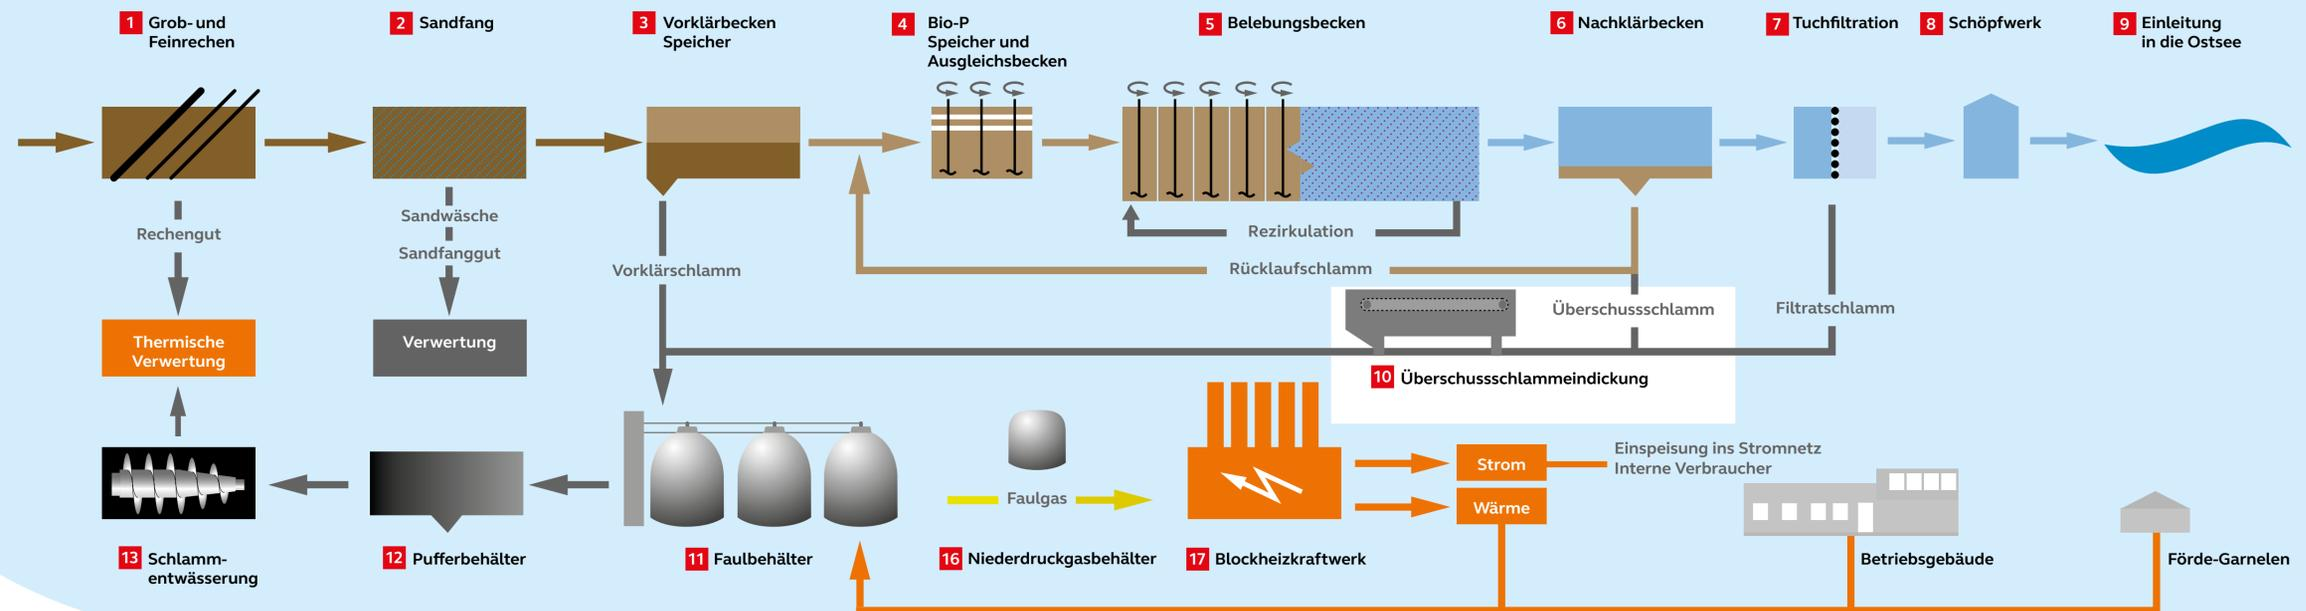 1 Grob- und
Feinrechen
2 Sandfang
3 Vorklärbecken
Speicher
4 Bio-P
Speicher und
Ausgleichsbecken
5 Belebungsbecken
6 Nachklärbecken
7 Tuchfiltration
8 Schöpfwerk
9 Einleitung
in die Ostsee
Rechengut
Sandwäsche
Sandfanggut
Vorklärschlamm
Rezirkulation
Rücklaufschlamm
Überschussschlamm
Filtratschlamm
Thermische
Verwertung
Verwertung
10 Überschussschlammeindickung
Faulgas
Strom
Wärme
Einspeisung ins Stromnetz
Interne Verbraucher
13 Schlamm-
entwässerung
12 Pufferbehälter
11 Faulbehälter
16 Niederdruckgasbehälter
17 Blockheizkraftwerk
Betriebsgebäude
Förde-Garnelen